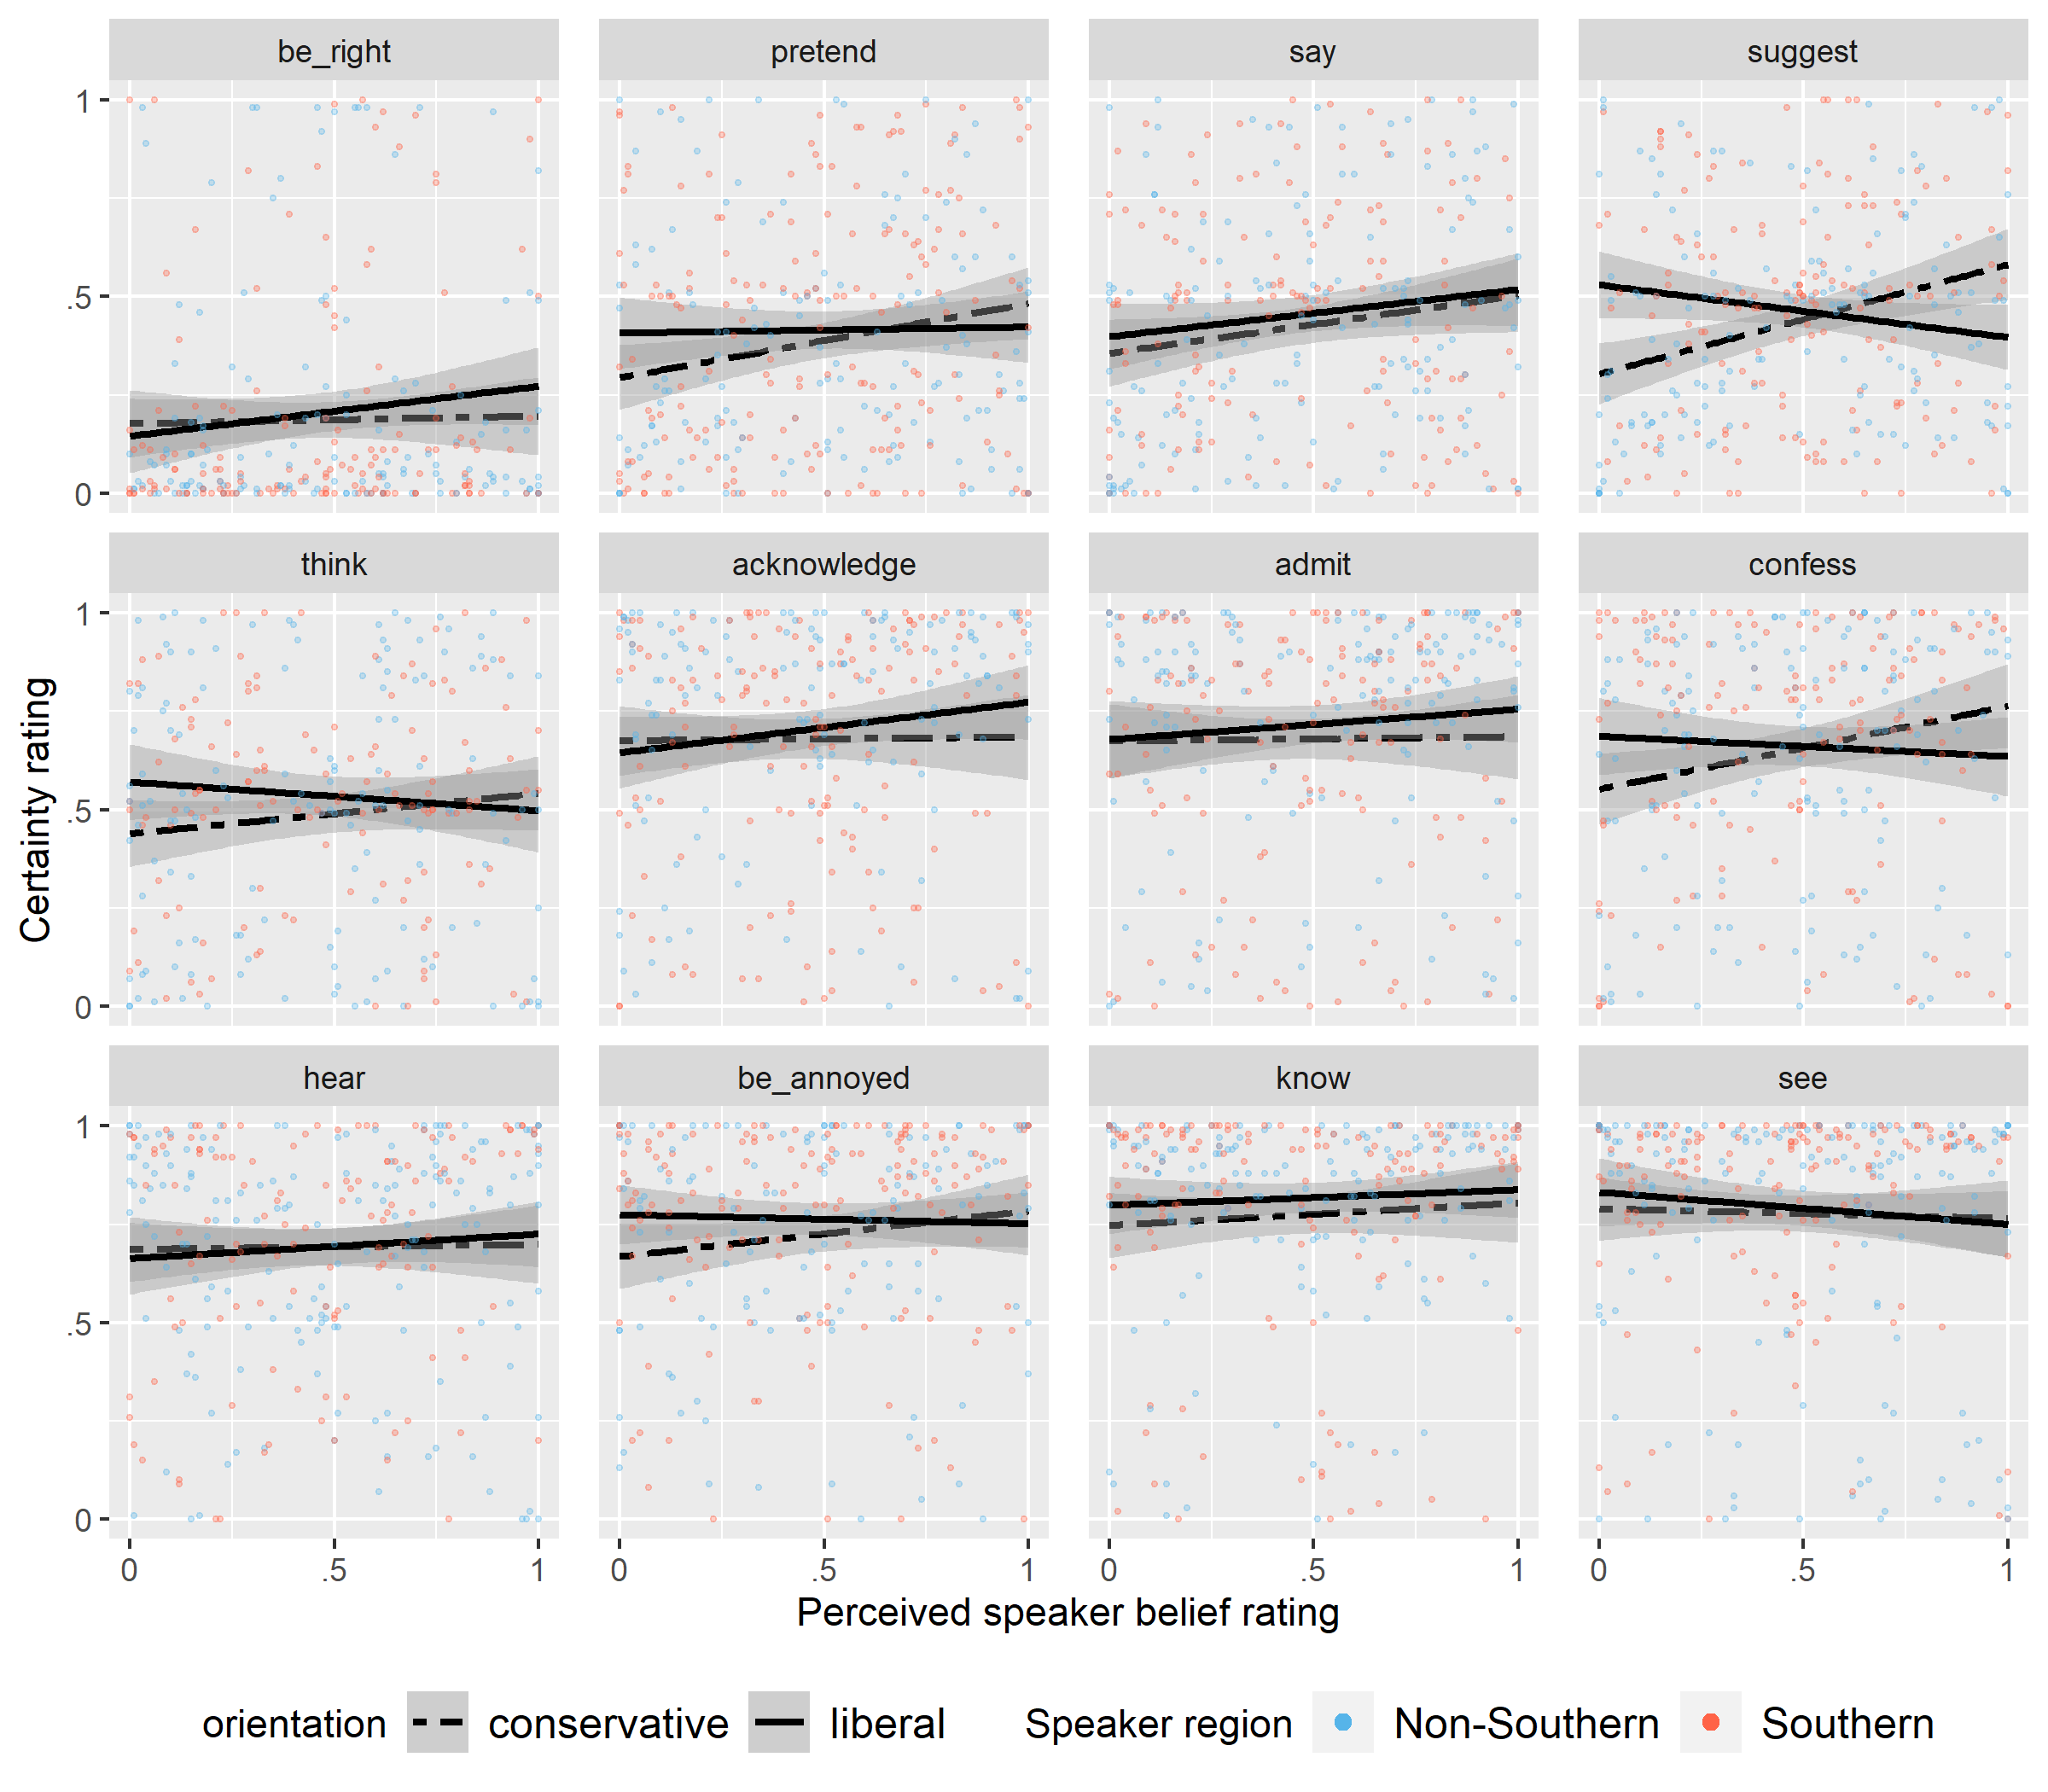 be_right pretend say suggest
1
.5
0
think acknowledge admit confess
1
.5
0
Certainty rating
hear be_annoyed know see
1
.5
0
0 .5 1 0 .5 1 0 .5 1 0 .5 1
Perceived speaker belief rating
orientation conservative liberal Speaker region Non-Southern Southern